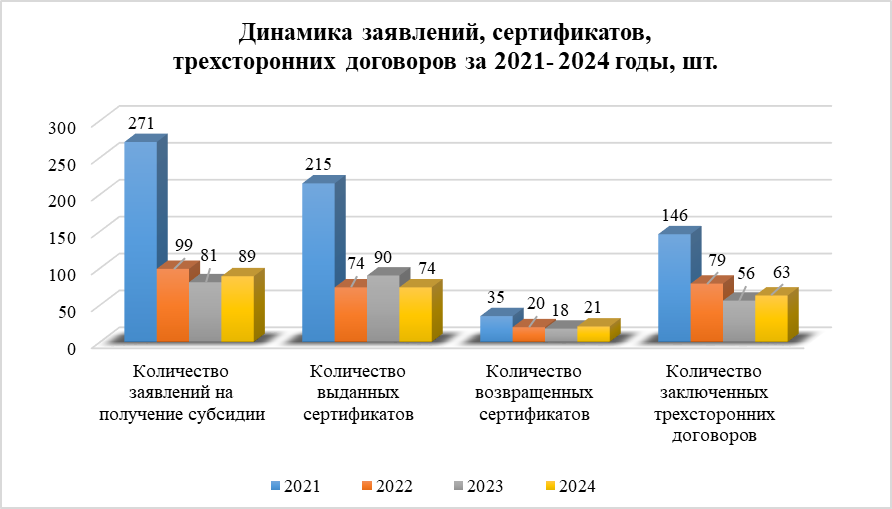 Динамика заявлений, сертификатов,
трехсторонних договоров за 2021- 2024 годы, шт.
300
250
200
150
100
50
0
271
99
81
89
215
74
90
74
35
20
18
21
146
79
56
63
Количество
заявлений на
получение субсидии
Количество
выданных
сертификатов
Количество
возвращенных
сертификатов
Количество
заключенных
трехсторонних
договоров
2021
2022
2023
2024